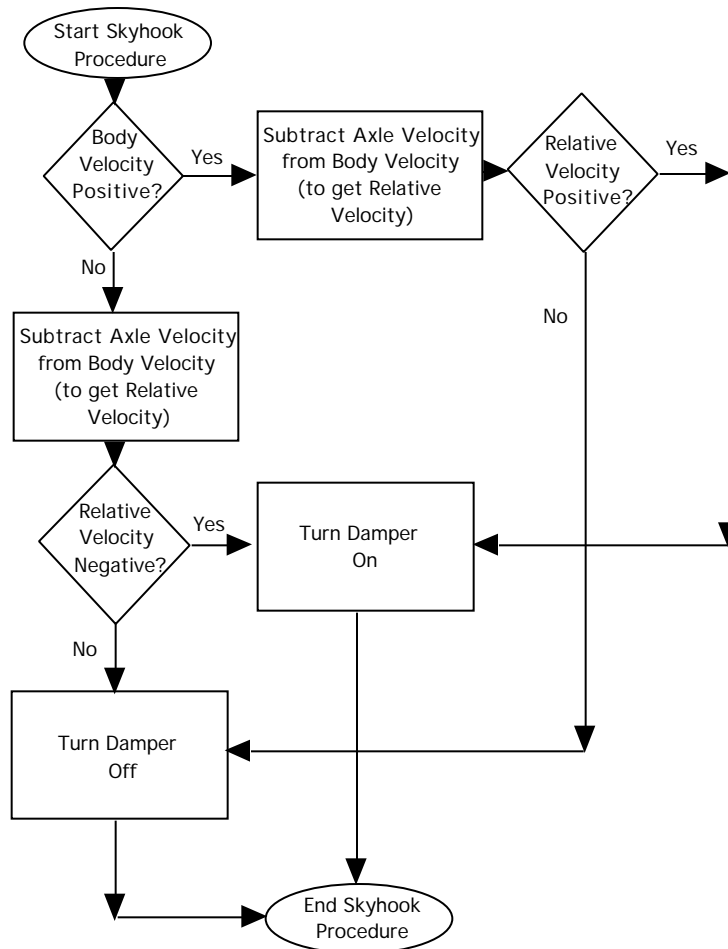 Start Skyhook
Procedure
Body
Velocity
Positive?
Yes
Subtract Axle Velocity
from Body Velocity
(to get Relative
Velocity)
Relative
Velocity
Positive?
Yes
No
No
Subtract Axle Velocity
from Body Velocity
(to get Relative
Velocity)
Relative
Velocity
Negative?
Yes
Turn Damper
On
No
Turn Damper
Off
End Skyhook
Procedure